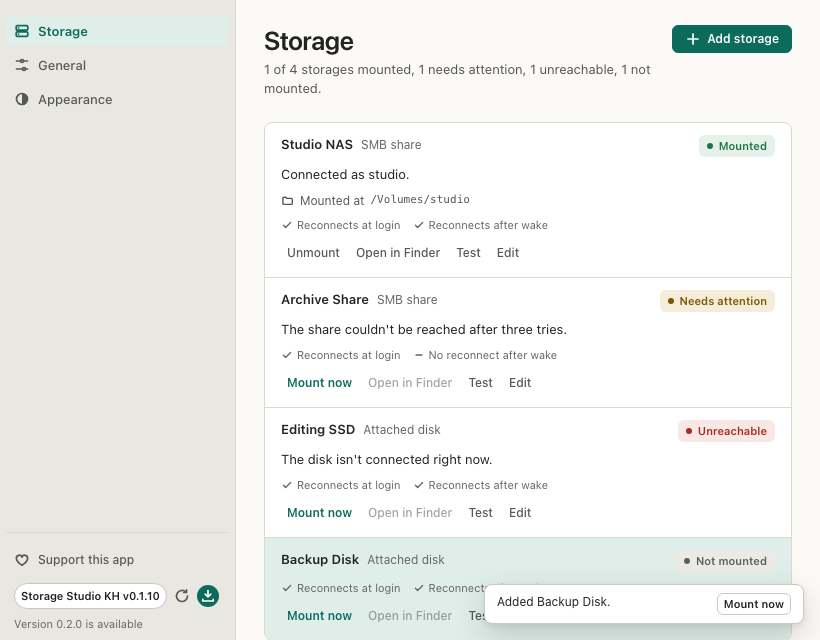 Storage
General
Appearance
Support this app
Storage Studio KH v0.1.10
Version 0.2.0 is available
Storage
Add storage
1 of 4 storages mounted, 1 needs attention, 1 unreachable, 1 not
mounted.
Studio NAS SMB share
Mounted
Connected as studio.
Mounted at /Volumes/studio
Reconnects at login Reconnects after wake
Unmount Open in Finder Test Edit
Archive Share SMB share
Needs attention
The share couldn't be reached after three tries.
Reconnects at login No reconnect after wake
Mount now Open in Finder Test Edit
Editing SSD Attached disk
Unreachable
The disk isn't connected right now.
Reconnects at login Reconnects after wake
Mount now Open in Finder Test Edit
Backup Disk Attached disk
Not mounted
Reconnects at login
Mount now Open in Finder
Added Backup Disk.
Mount now